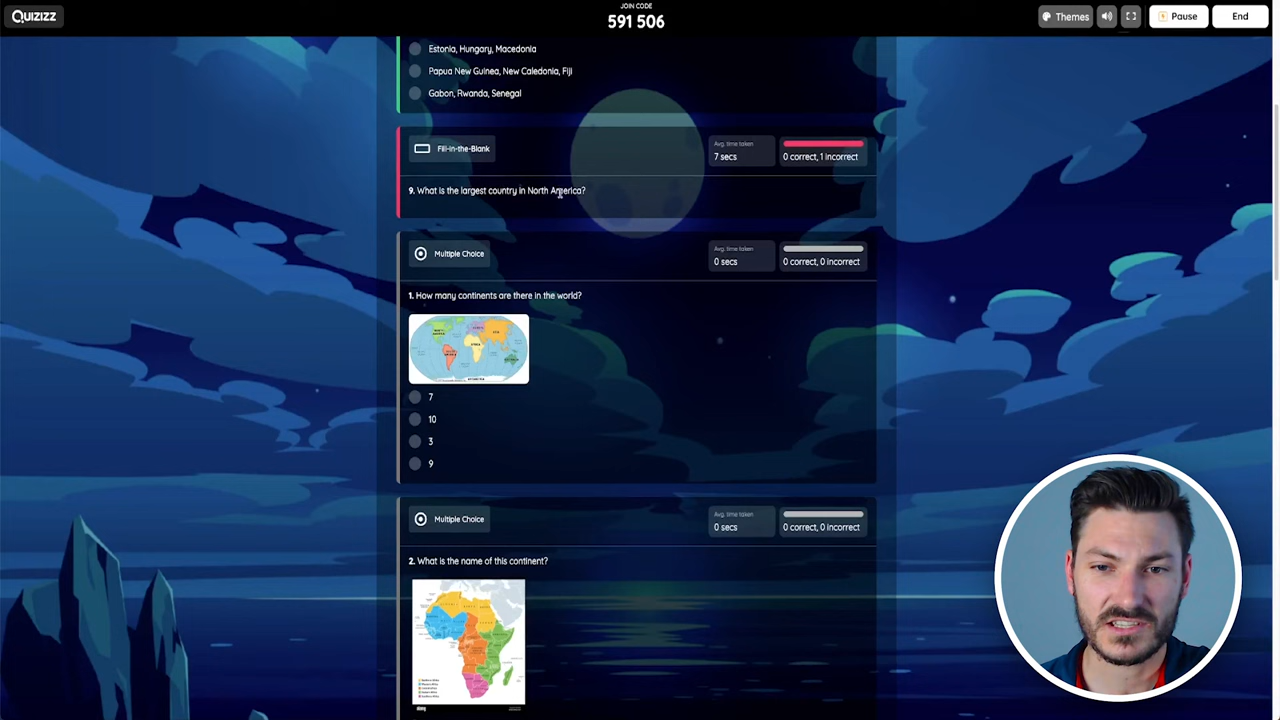 Quizizz
JOIN CODE
591 506
Themes
Pause
End
Estonia, Hungary, Macedonia
Papua New Guinea, New Caledonia, Fiji
Gabon, Rwanda, Senegal
Fill-in-the-Blank
Avg. time taken
7 secs
0 correct, 1 incorrect
9. What is the largest country in North America?
Multiple Choice
Avg. time taken
0 secs
0 correct, 0 incorrect
1. How many continents are there in the world?
7
10
3
9
Multiple Choice
Avg. time taken
0 secs
0 correct, 0 incorrect
2. What is the name of this continent?